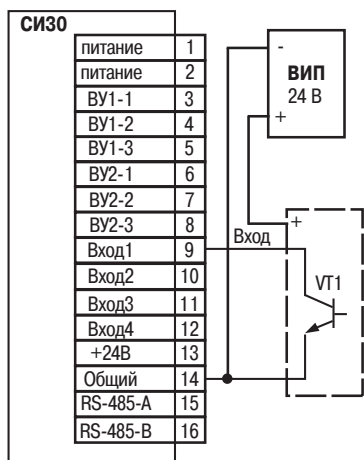 СИ30
питание 1
питание 2
ВУ1-1 3
ВУ1-2 4
ВУ1-3 5
ВУ2-1 6
ВУ2-2 7
ВУ2-3 8
Вход1 9
Вход2 10
Вход3 11
Вход4 12
+24В 13
Общий 14
RS-485-A 15
RS-485-B 16
-
ВИП
24 В
+
Вход
+
VT1